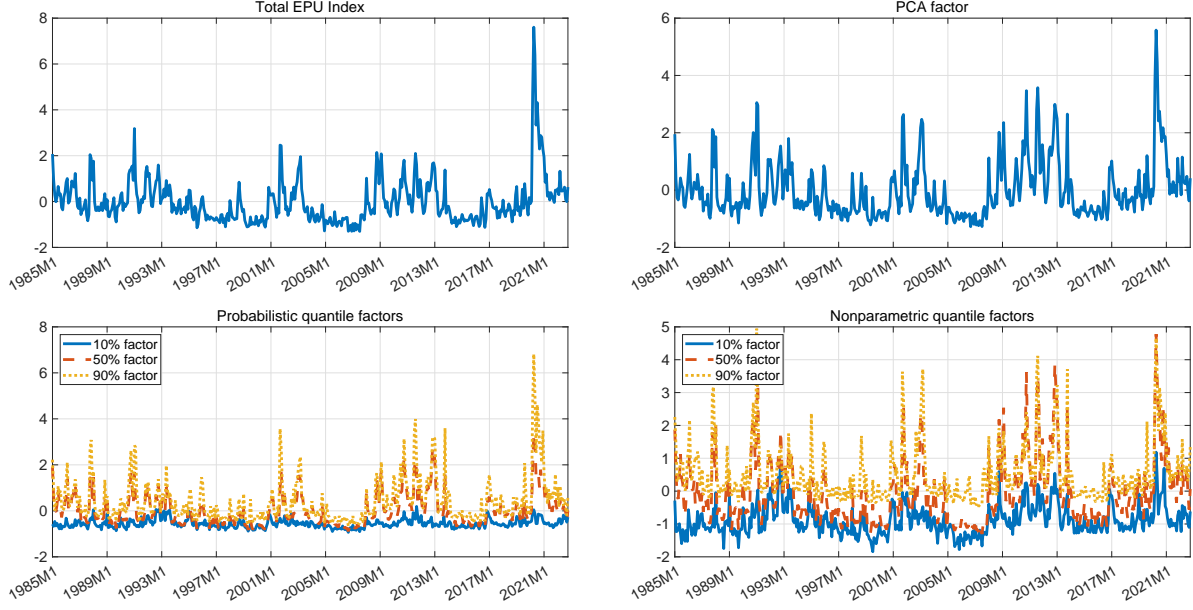 Total EPU Index
8
6
4
2
0
-2
1985M1
1989M1
1993M1
1997M1
2001M1
2005M1
2009M1
2013M1
2017M1
2021M1
PCA factor
6
4
2
0
-2
1985M1
1989M1
1993M1
1997M1
2001M1
2005M1
2009M1
2013M1
2017M1
2021M1
Probabilistic quantile factors
8
6
4
2
0
-2
10% factor
50% factor
90% factor
1985M1
1989M1
1993M1
1997M1
2001M1
2005M1
2009M1
2013M1
2017M1
2021M1
Nonparametric quantile factors
5
4
3
2
1
0
-1
-2
10% factor
50% factor
90% factor
1985M1
1989M1
1993M1
1997M1
2001M1
2005M1
2009M1
2013M1
2017M1
2021M1